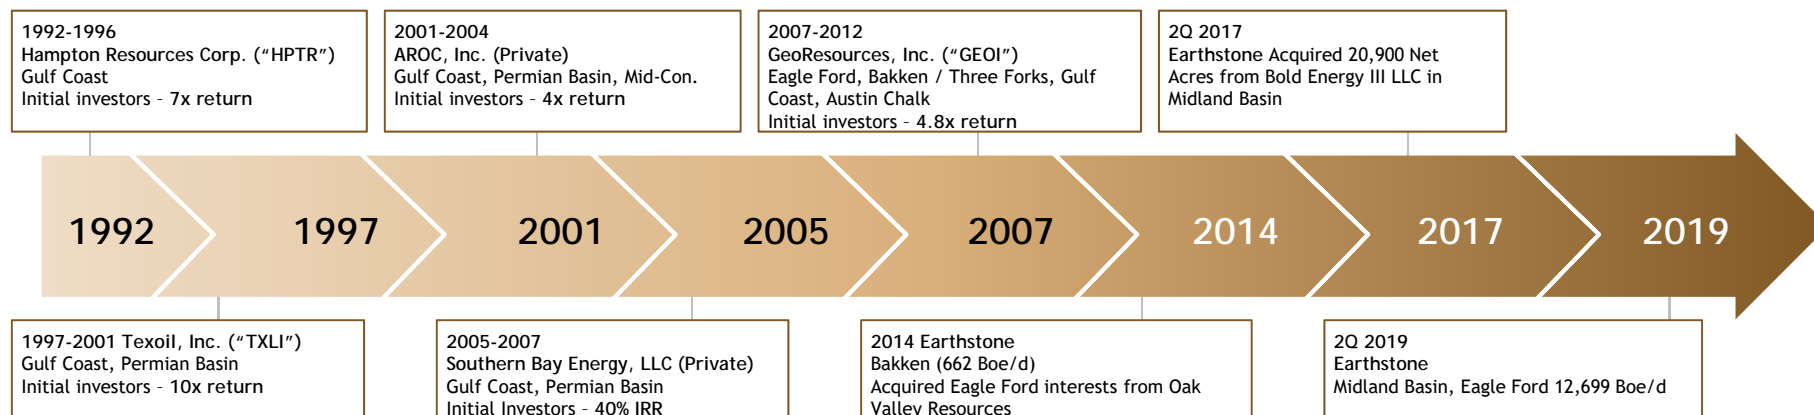 1992-1996
Hampton Resources Corp. (“HPTR”)
Gulf Coast
Initial investors – 7x return
2001-2004
AROC, Inc. (Private)
Gulf Coast, Permian Basin, Mid-Con.
Initial investors – 4x return
2007-2012
GeoResources, Inc. (“GEOI”)
Eagle Ford, Bakken / Three Forks, Gulf
Coast, Austin Chalk
Initial investors – 4.8x return
2Q 2017
Earthstone Acquired 20,900 Net
Acres from Bold Energy III LLC in
Midland Basin
1992
1997
2001
2005
2007
2014
2017
2019
1997-2001 Texoil, Inc. (“TXLI”)
Gulf Coast, Permian Basin
Initial investors – 10x return
2005-2007
Southern Bay Energy, LLC (Private)
Gulf Coast, Permian Basin
Initial Investors – 40% IRR
2014 Earthstone
Bakken (662 Boe/d)
Acquired Eagle Ford interests from Oak
Valley Resources
2Q 2019
Earthstone
Midland Basin, Eagle Ford 12,699 Boe/d